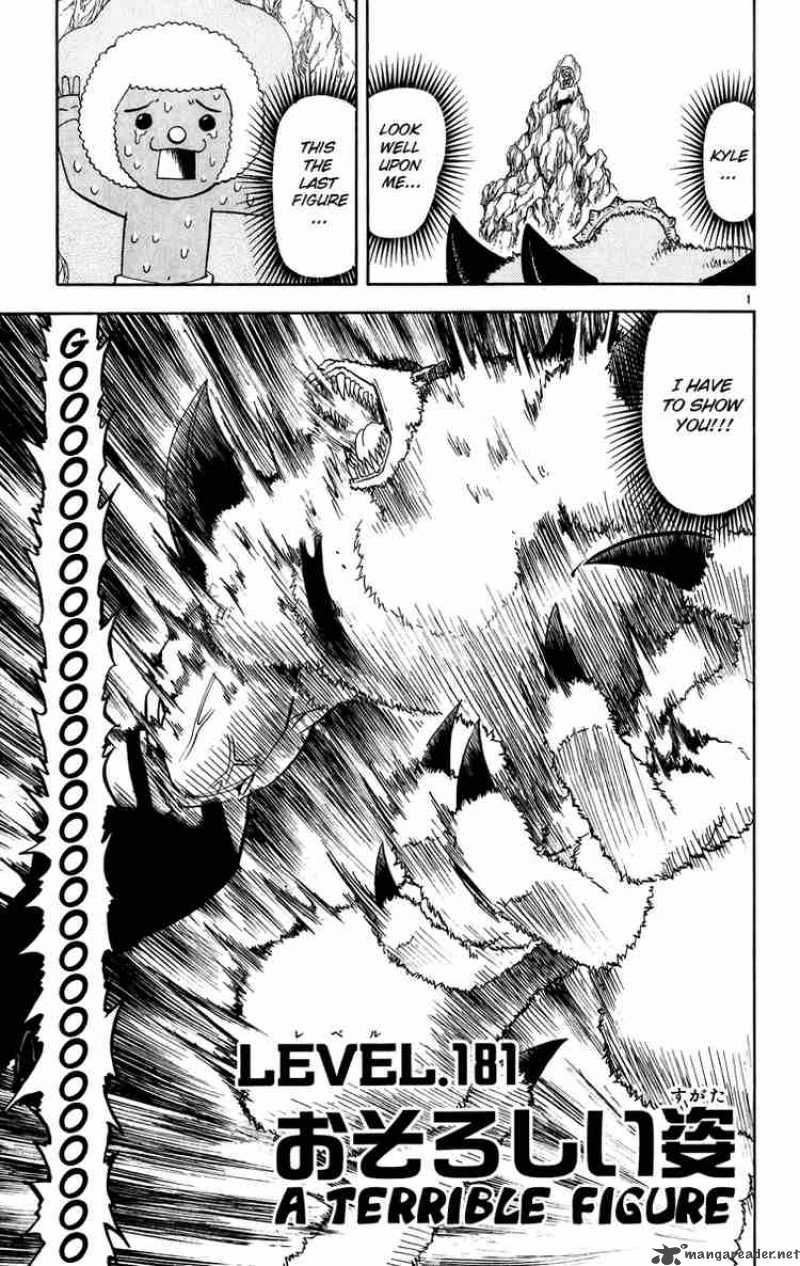 KYLE
...
LOOK
WELL
UPON
ME...
THIS
THE
LAST
FIGURE
...
1
I HAVE
TO SHOW
YOU!!!
GOOOOOOOOOOOOOOOOOOOOOO
レベル
LEVEL.181
すがた
おそろしい姿
A TERRIBLE FIGURE
mangareader.net